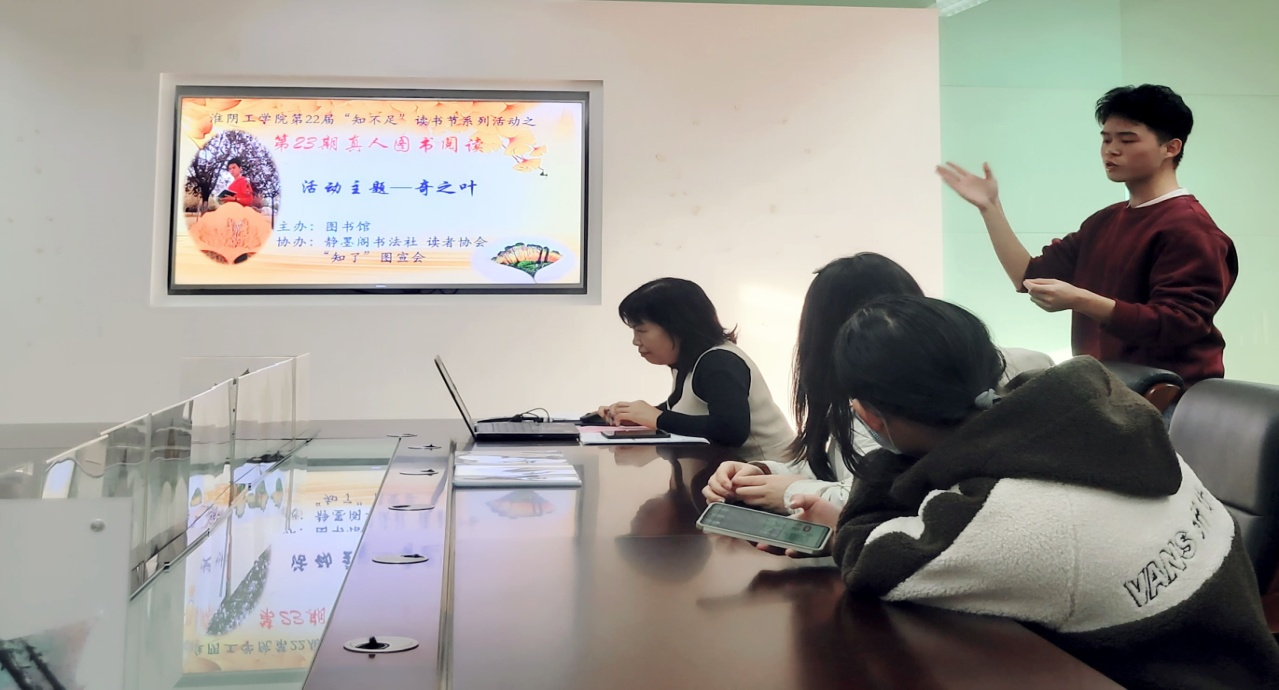 淮阴工学院第22届“知不足”读书节系列活动之
第23期真人图书阅读
活动主题—奇之叶
主办：图书馆
协办：静墨阁书法社 读者协会
“知了”图宣会
VANS